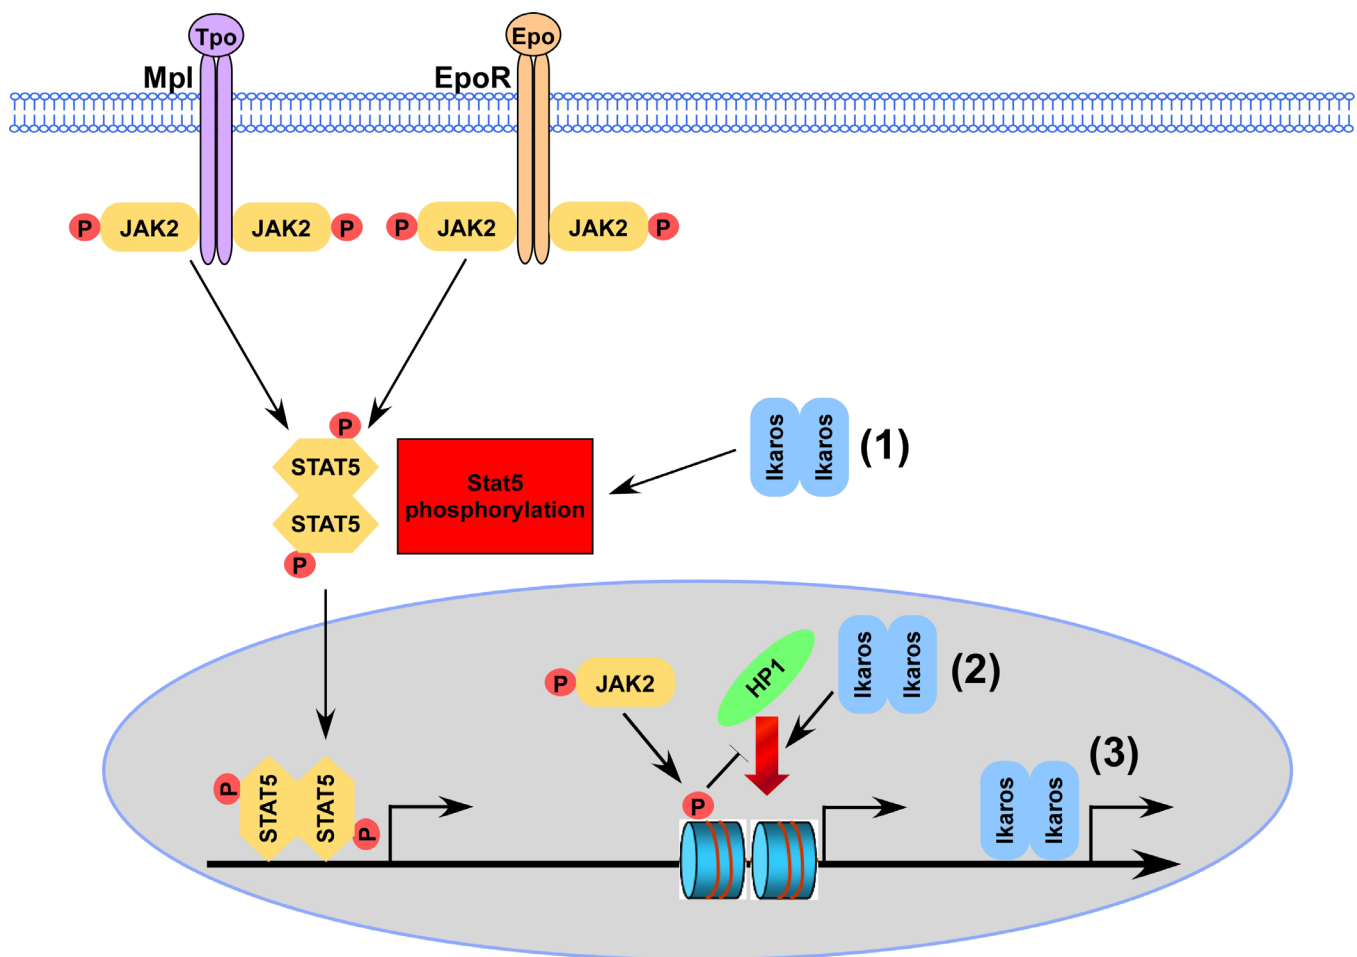 Tpo
Epo
Mpl
EpoR
P
JAK2
JAK2
P
P
JAK2
JAK2
P
P
STAT5
STAT5
P
Stat5
phosphorylation
Ikaros
Ikaros
(1)
P
JAK2
HP1
Ikaros
Ikaros
(2)
P
STAT5
STAT5
P
P
Ikaros
Ikaros
(3)